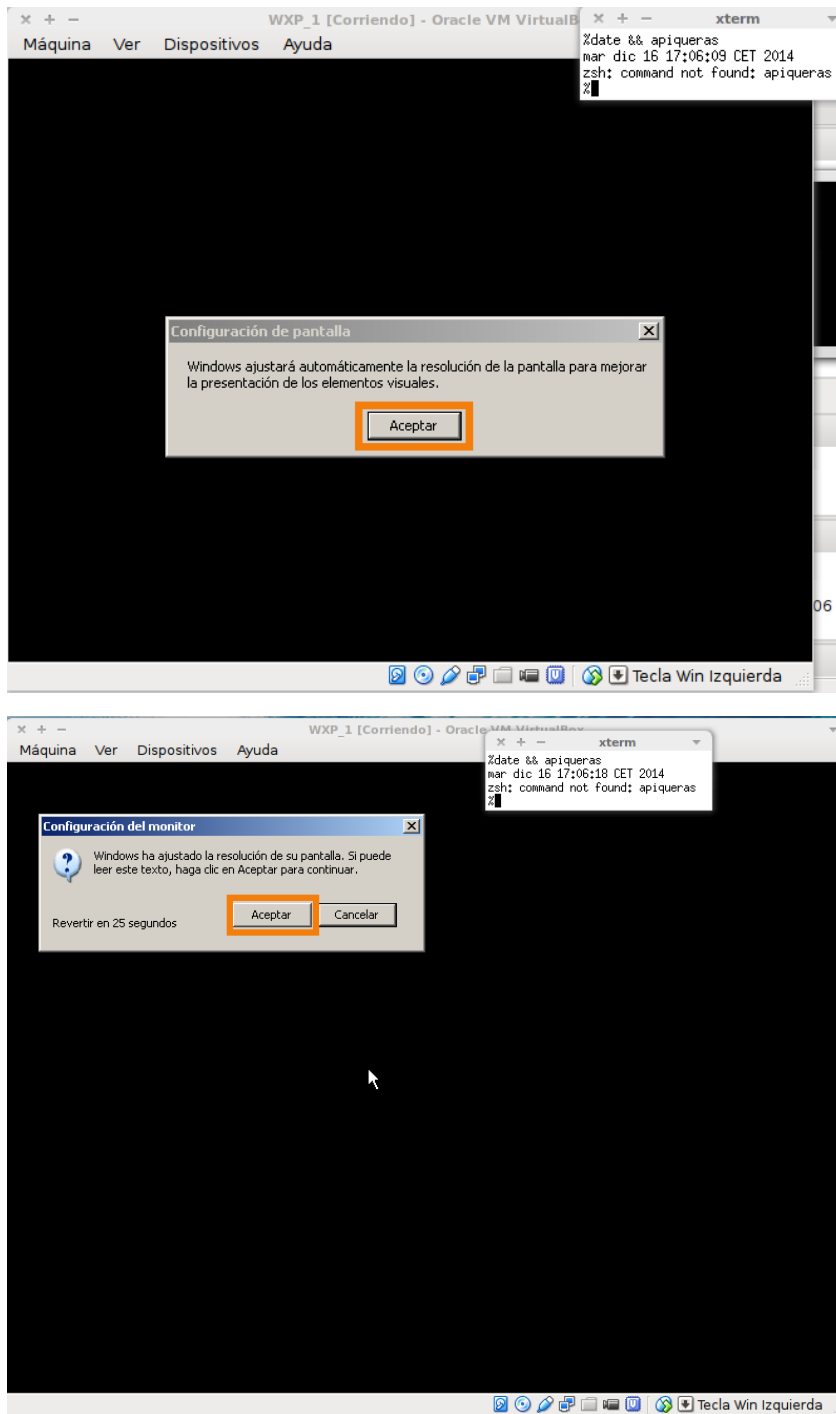 WXP_1 [Corriendo] - Oracle VM VirtualB
xterm
Máquina Ver Dispositivos Ayuda
%date && apiqueras
mar dic 16 17:06:09 CET 2014
zsh: command not found: apiqueras
%
Configuración de pantalla
Windows ajustará automáticamente la resolución de la pantalla para mejorar
la presentación de los elementos visuales.
Aceptar
06
Tecla Win Izquierda
WXP_1 [Corriendo] - Oracle VM VirtualBox
xterm
Máquina Ver Dispositivos Ayuda
%date && apiqueras
mar dic 16 17:06:18 CET 2014
zsh: command not found: apiqueras
%
Configuración del monitor
Windows ha ajustado la resolución de su pantalla. Si puede
leer este texto, haga clic en Aceptar para continuar.
Revertir en 25 segundos
Aceptar
Cancelar
Tecla Win Izquierda